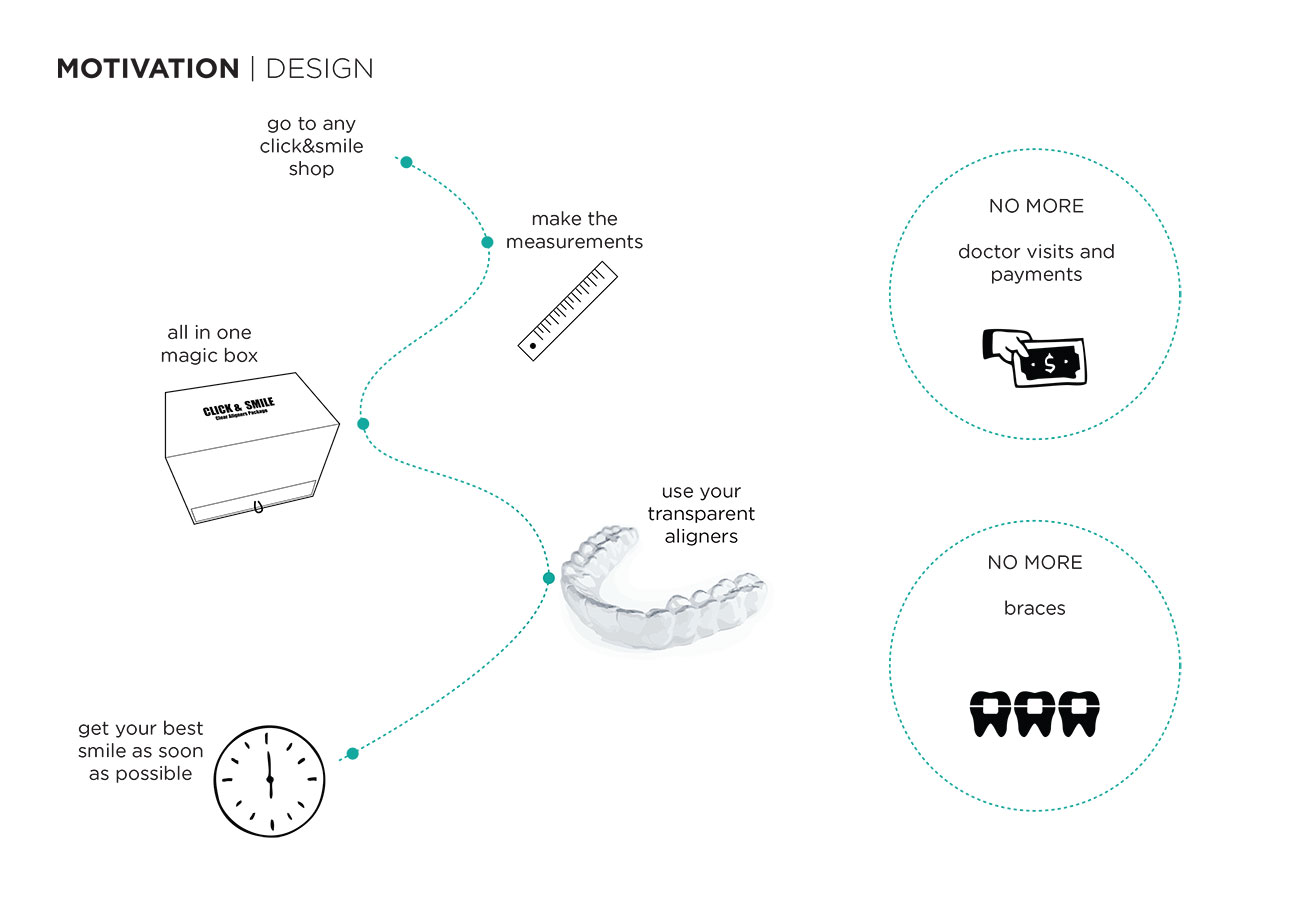 MOTIVATION | DESIGN
go to any
click&smile
shop
make the
measurements
all in one
magic box
CLICK & SMILE
Clear Aligners Package
use your
transparent
aligners
get your best
smile as soon
as possible
NO MORE
doctor visits and
payments
$
NO MORE
braces